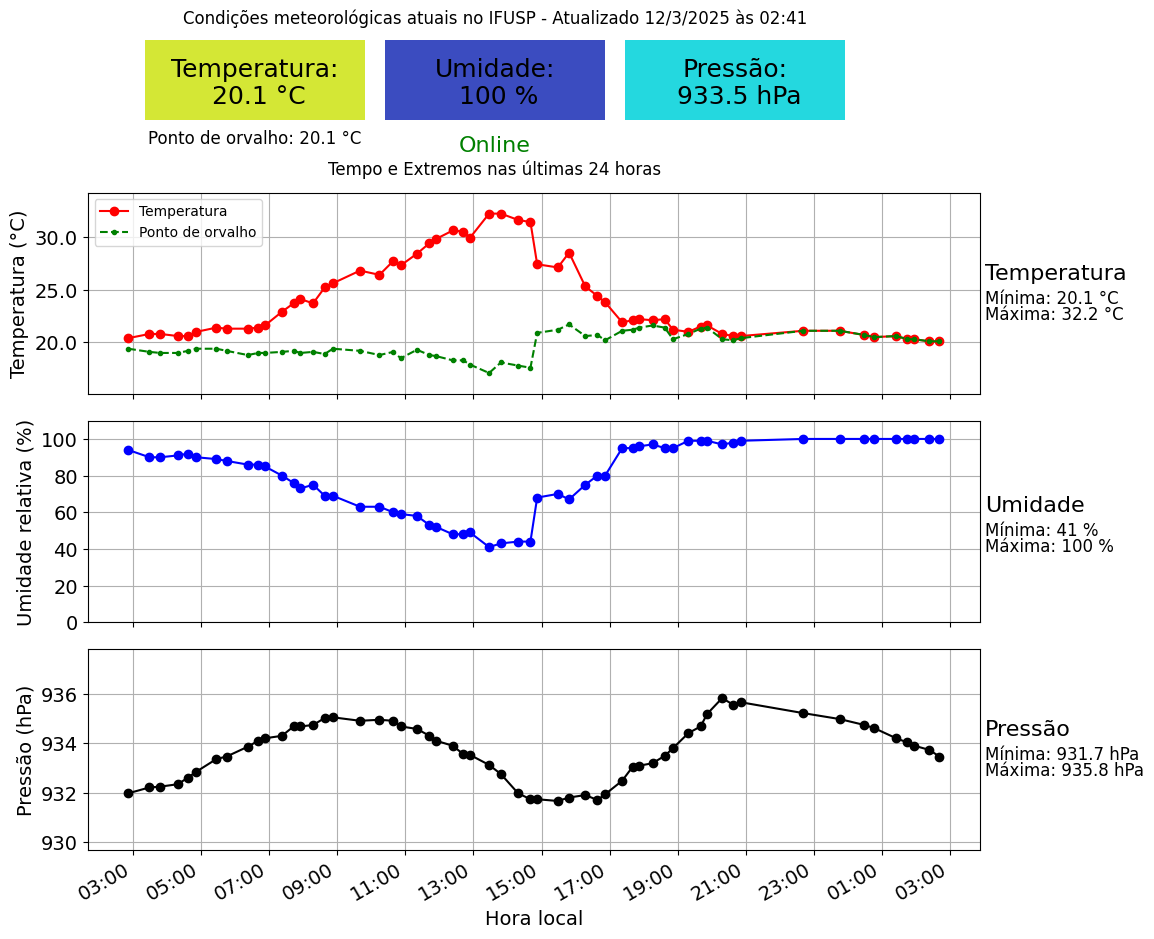 Condições meteorológicas atuais no IFUSP - Atualizado 12/3/2025 às 02:41
Temperatura:
20.1 °C
Umidade:
100 %
Pressão:
933.5 hPa
Ponto de orvalho: 20.1 °C
Online
Tempo e Extremos nas últimas 24 horas
Temperatura (°C)
30.0
25.0
20.0
Temperatura
Ponto de orvalho
Temperatura
Mínima: 20.1 °C
Máxima: 32.2 °C
Umidade relativa (%)
100
80
60
40
20
0
Umidade
Mínima: 41 %
Máxima: 100 %
Pressão (hPa)
936
934
932
930
Pressão
Mínima: 931.7 hPa
Máxima: 935.8 hPa
03:00 05:00 07:00 09:00 11:00 13:00 15:00 17:00 19:00 21:00 23:00 01:00 03:00
Hora local